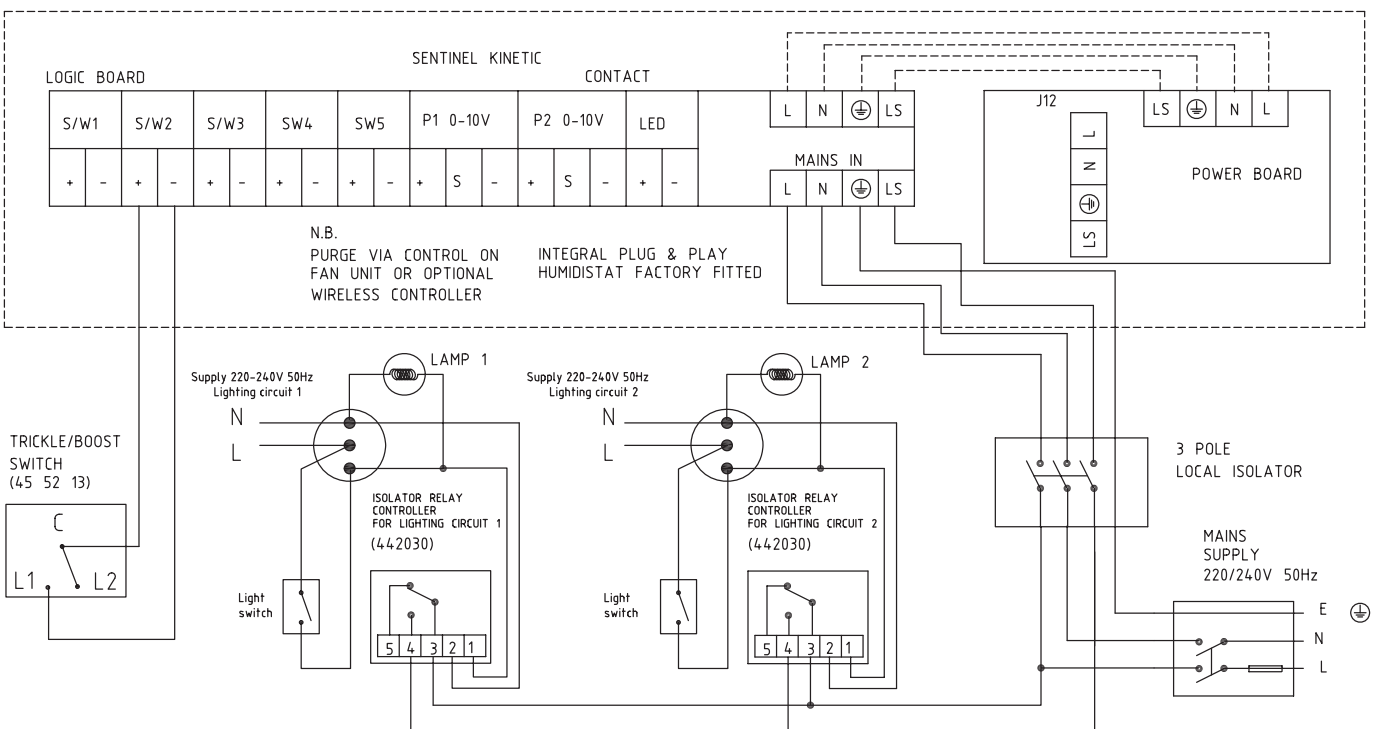 SENTINEL KINETIC
LOGIC BOARD
CONTACT
S/W1 S/W2 S/W3 SW4 SW5 P1 0-10V P2 0-10V LED
+ - + - + - + - + - + S - + S - + -
L N LS
MAINS IN
L N LS
J12
LS N L
L
N
LS
POWER BOARD
N.B.
PURGE VIA CONTROL ON
FAN UNIT OR OPTIONAL
WIRELESS CONTROLLER
INTEGRAL PLUG & PLAY
HUMIDISTAT FACTORY FITTED
TRICKLE/BOOST
SWITCH
(45 52 13)
C
L1 L2
Supply 220-240V 50Hz
Lighting circuit 1
N
L
LAMP 1
ISOLATOR RELAY
CONTROLLER
FOR LIGHTING CIRCUIT 1
(442030)
Light
switch
5 4 3 2 1
Supply 220-240V 50Hz
Lighting circuit 2
N
L
LAMP 2
ISOLATOR RELAY
CONTROLLER
FOR LIGHTING CIRCUIT 2
(442030)
Light
switch
5 4 3 2 1
3 POLE
LOCAL ISOLATOR
MAINS
SUPPLY
220/240V 50Hz
E
N
L